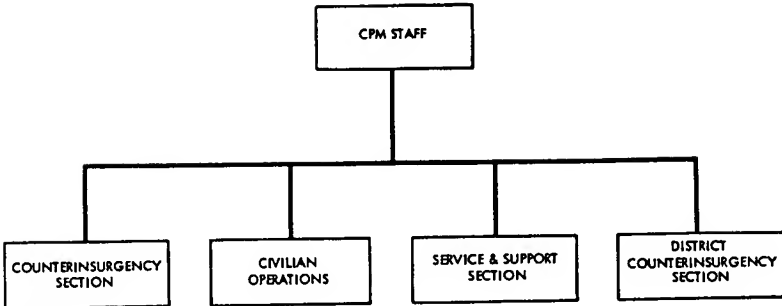 CPM STAFF
COUNTERINSURGENCY
SECTION
CIVILIAN
OPERATIONS
SERVICE & SUPPORT
SECTION
DISTRICT
COUNTERINSURGENCY
SECTION